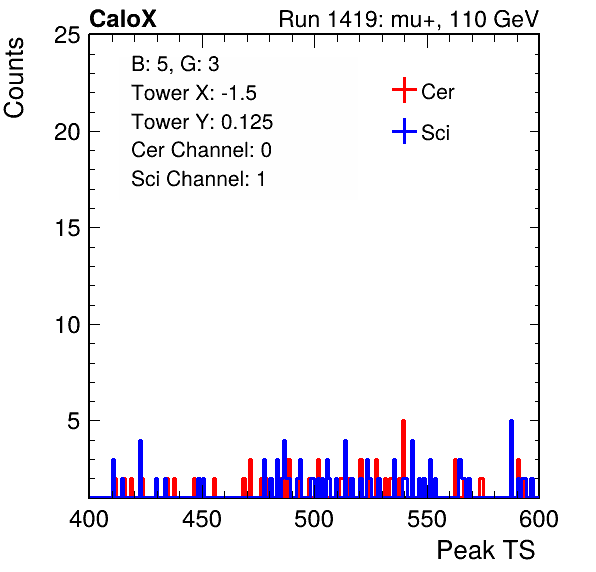 CaloX Run 1419: mu+, 110 GeV
Counts
25
20
15
10
5
B: 5, G: 3
Tower X: -1.5
Tower Y: 0.125
Cer Channel: 0
Sci Channel: 1
Cer
Sci
400 450 500 550 600
Peak TS